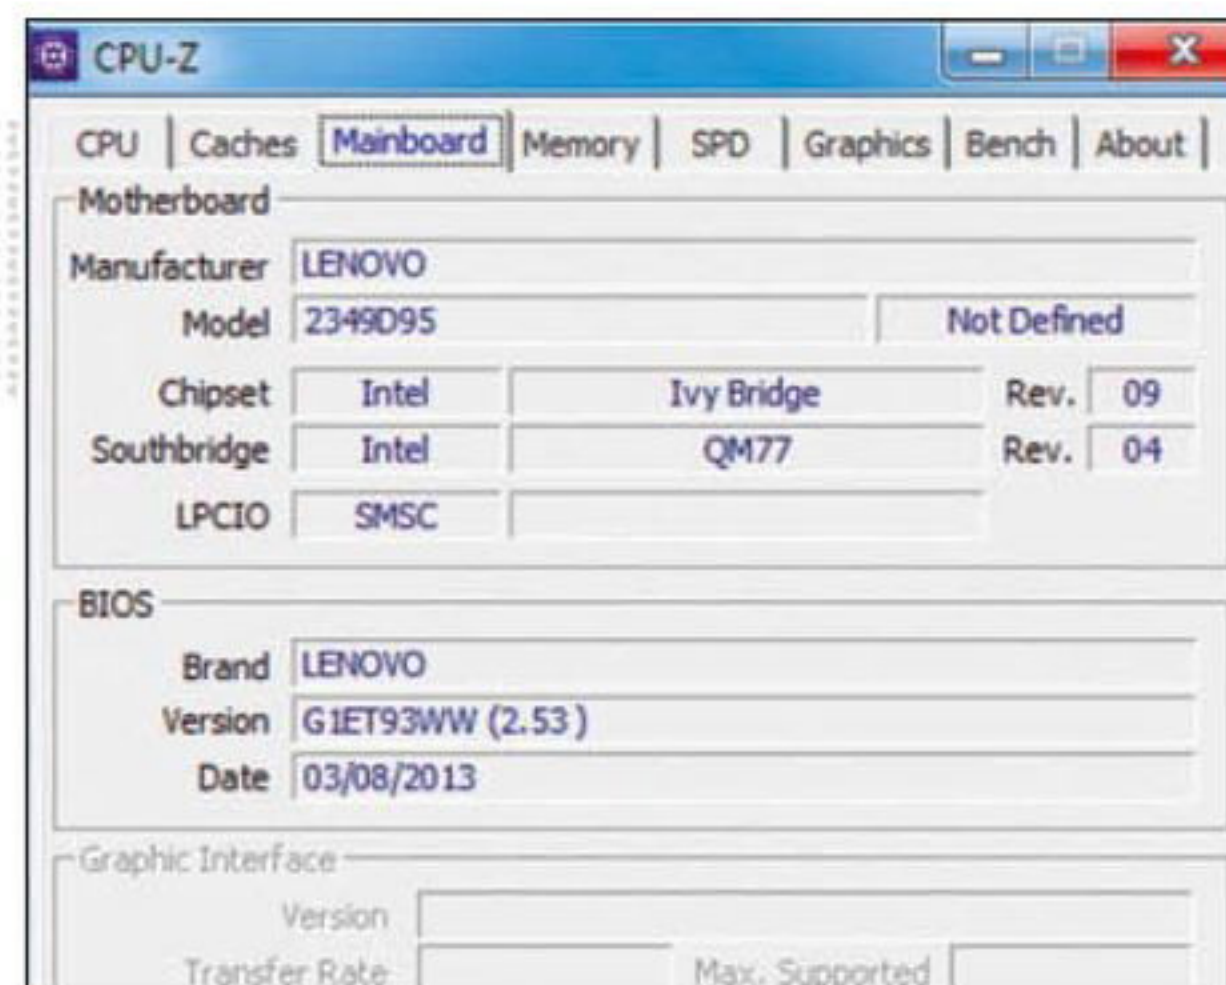 CPU-Z
CPU Caches Mainboard Memory SPD Graphics Bench About
Motherboard
Manufacturer LENOVO
Model 2349D95 Not Defined
Chipset Intel Ivy Bridge Rev. 09
Southbridge Intel QM77 Rev. 04
LPCIO SMSC
BIOS
Brand LENOVO
Version G1ET93WW (2.53 )
Date 03/08/2013
Graphic Interface
Version
Transfer Rate Max. Supported